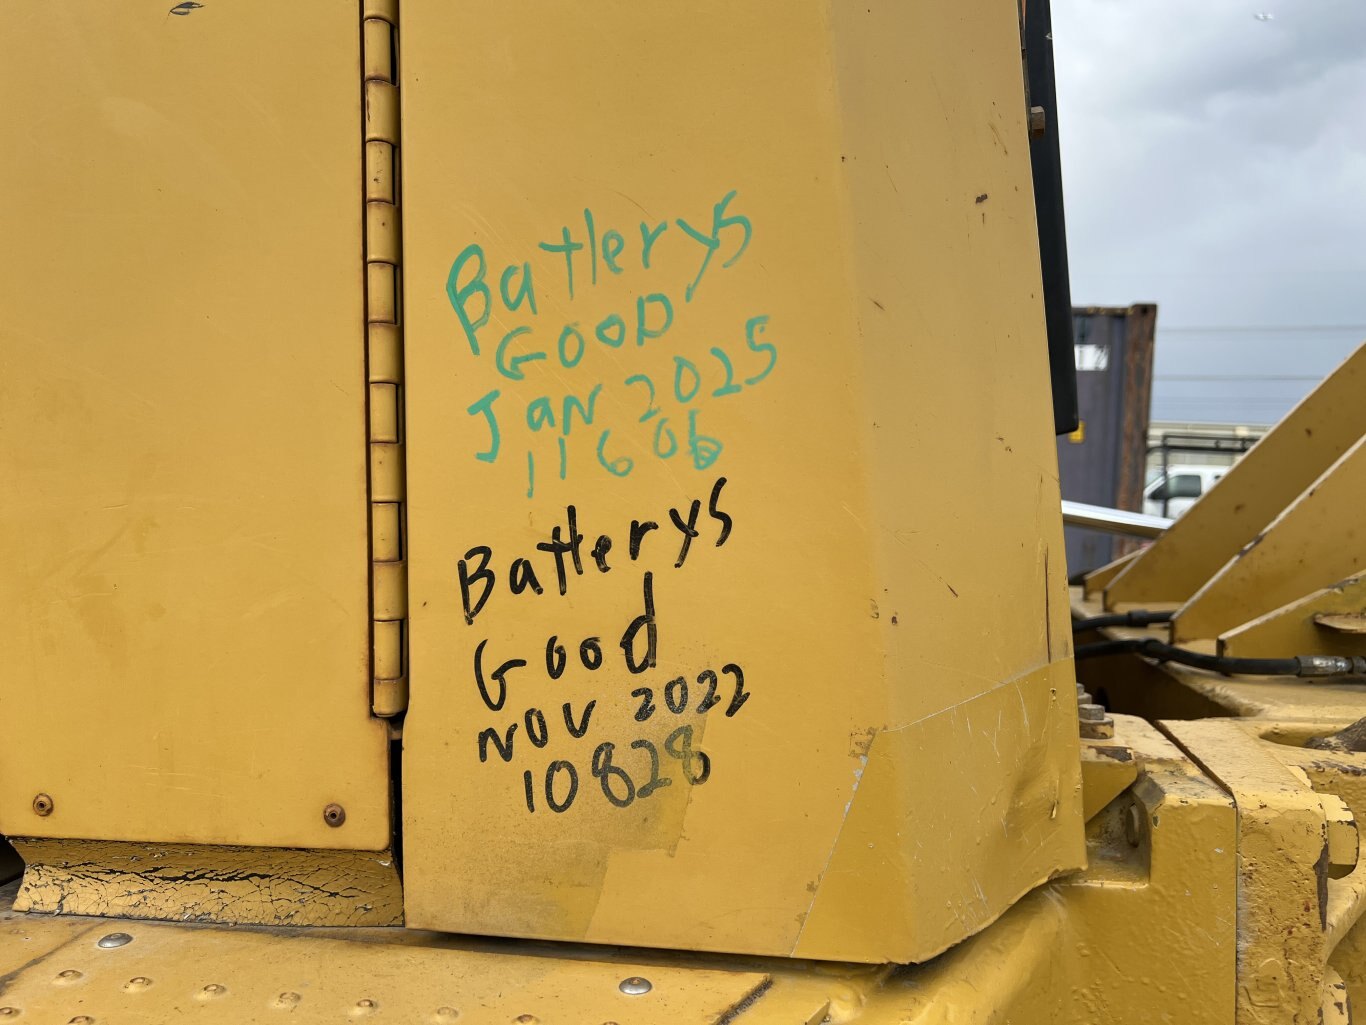 Batterys
GOOD
JAN 2025
11606
Batterys
Good
NOV 2022
10828